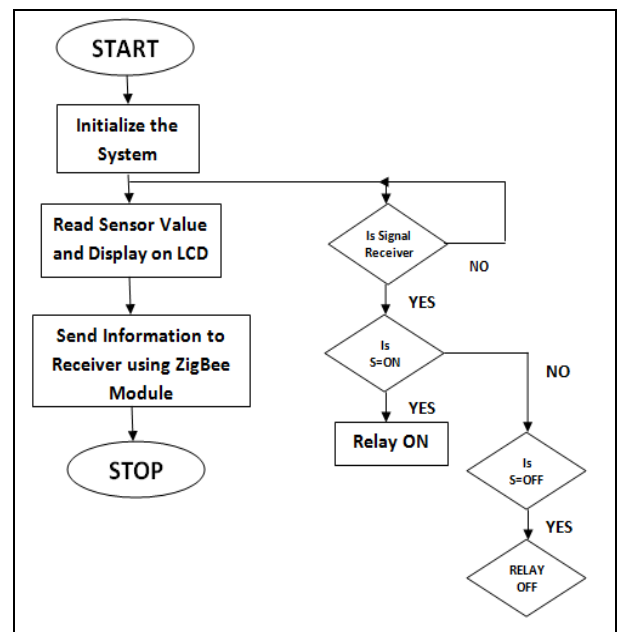 START
Initialize the
System
Read Sensor Value
and Display on LCD
Send Information to
Receiver using ZigBee
Module
STOP
Is Signal
Receiver
NO
YES
Is
S=ON
NO
YES
Relay ON
Is
S=OFF
YES
RELAY
OFF